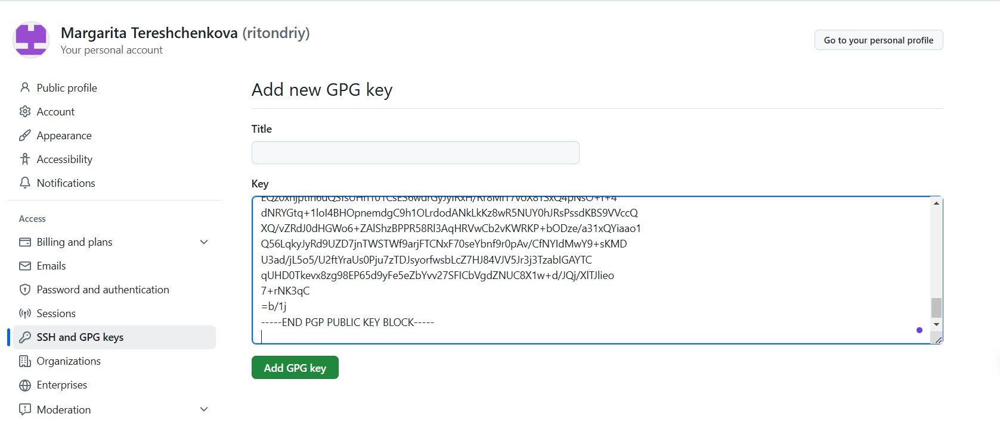 Margarita Tereshchenkova (ritondriy)
Your personal account
Go to your personal profile
Public profile
Account
Appearance
Accessibility
Notifications
Access
Billing and plans
Emails
Password and authentication
Sessions
SSH and GPG keys
Organizations
Enterprises
Moderation
Add new GPG key
Title
Key
dNRYGtq+1loI4BHOpnemdgC9h1OLrdodANkLkKz8wR5NUY0hJRsPssdKBS9VVccQ
XQ/vZRdJ0dHGWo6+ZAlShzBPPR58Rl3AqHRVwCb2vKWRKP+bODze/a31xQYiaao1
Q56LqkyJyRd9UZD7jnTWSTWf9arjFTCNxF70seYbnf9r0pAv/CfNYIdMwY9+sKMD
U3ad/jL5o5/U2ftYraUs0Pju7zTDJsyorfwsbLcZ7HJ84VJV5Jr3j3TzabIGAYTC
qUHD0Tkevx8zg98EP65d9yFe5eZbYvv27SFICbVgdZNUC8X1w+d/JQj/XlTJlieo
7+rNK3qC
=b/1j
-----END PGP PUBLIC KEY BLOCK-----
Add GPG key